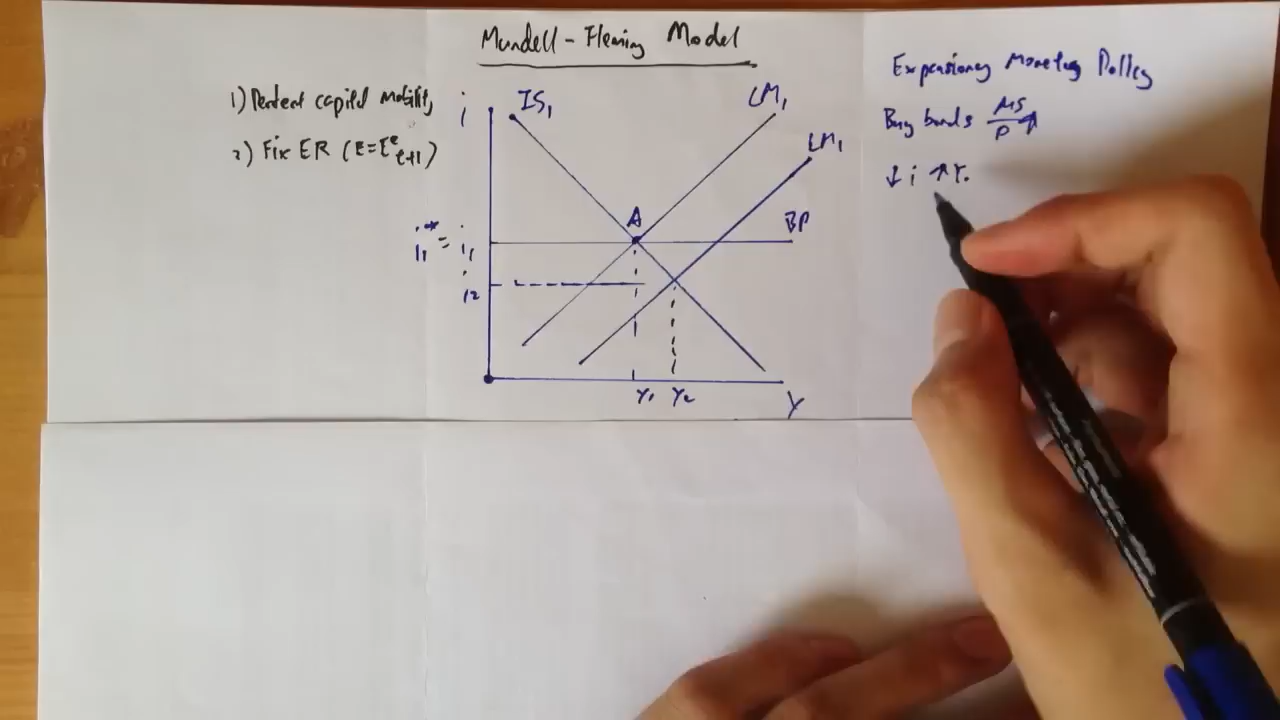 Mundell-Fleming Model
1) Perfect capital mobility
2) Fix ER (E=Eᵉₜ₊₁)
i
IS₁
LM₁
LM₁
A
BP
i₁* = i₁
i₂
Y₁ Y₂
Y
Expansionary Monetary Policy
Buy bonds MS/P ↑
↓ i ↑Y.